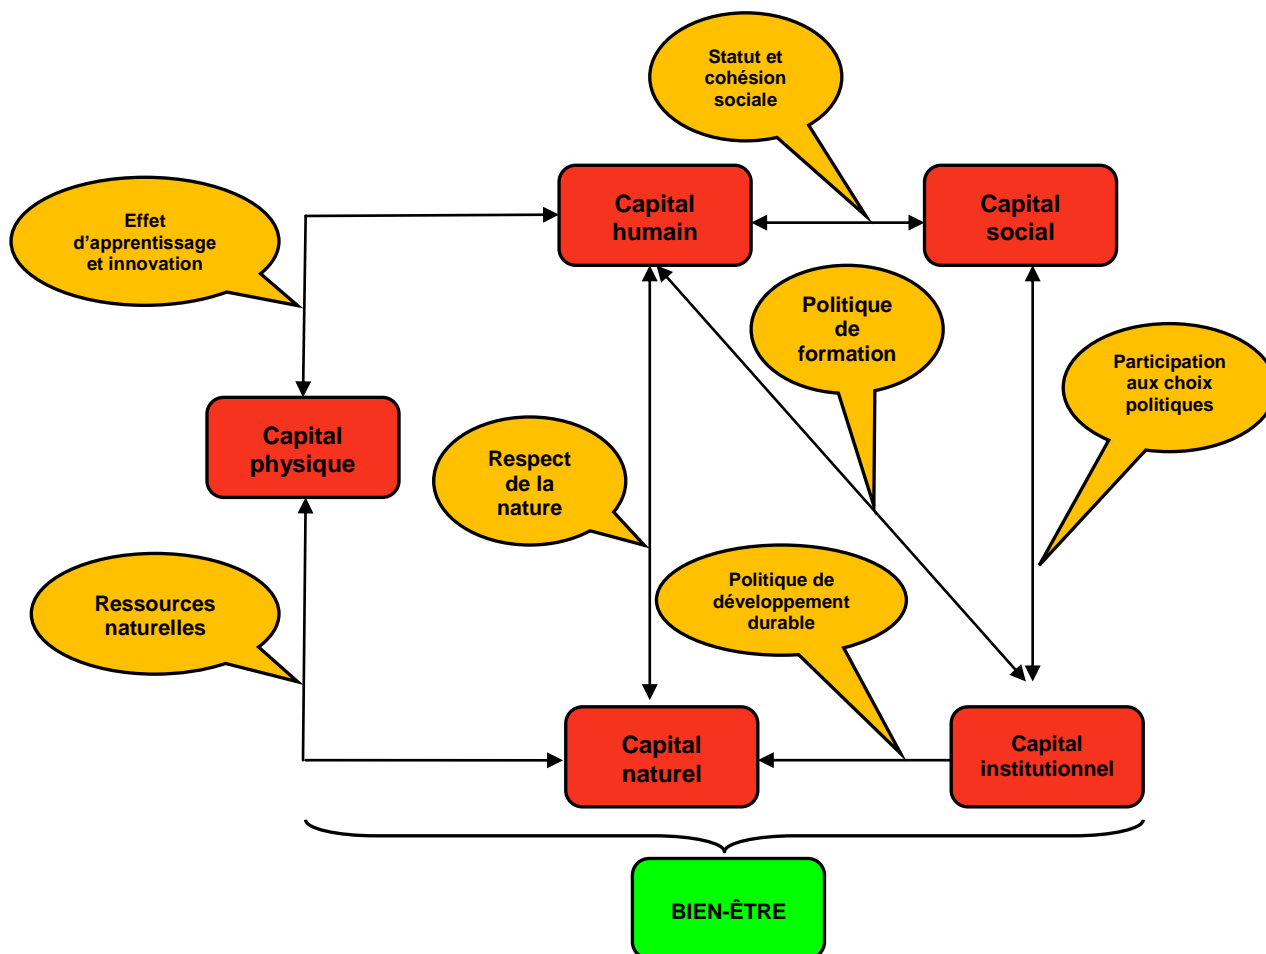 Statut et
cohésion
sociale
Capital
humain
Capital
social
Effet
d'apprentissage
et innovation
Politique
de
formation
Participation
aux choix
politiques
Capital
physique
Respect
de la
nature
Ressources
naturelles
Politique de
développement
durable
Capital
naturel
Capital
institutionnel
BIEN-ÊTRE